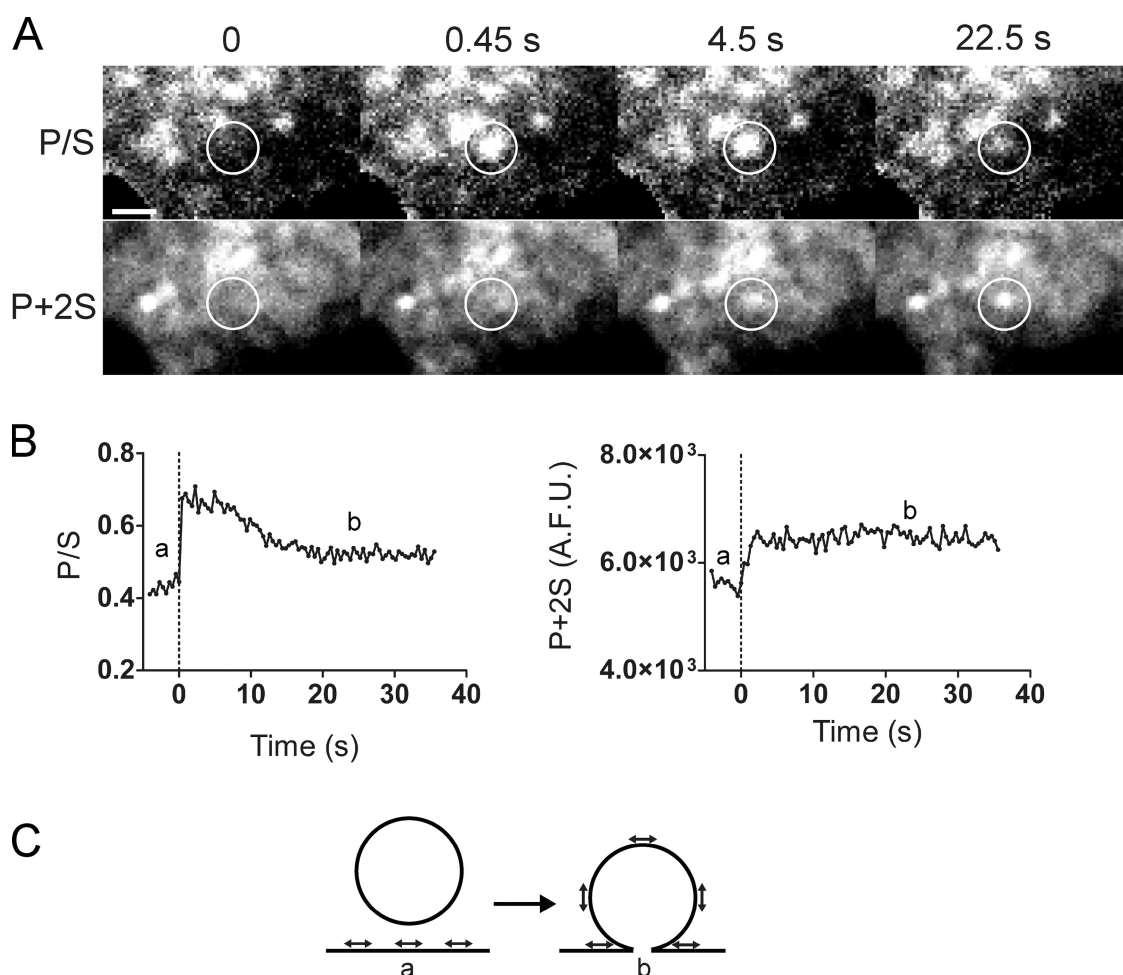 A
0 0.45 s 4.5 s 22.5 s
P/S
P+2S
B
P/S
0.8
0.6
0.4
0.2
a
b
0 10 20 30 40
Time (s)
P+2S (A.F.U.)
8.0×10³
6.0×10³
4.0×10³
a
b
0 10 20 30 40
Time (s)
C
a
b